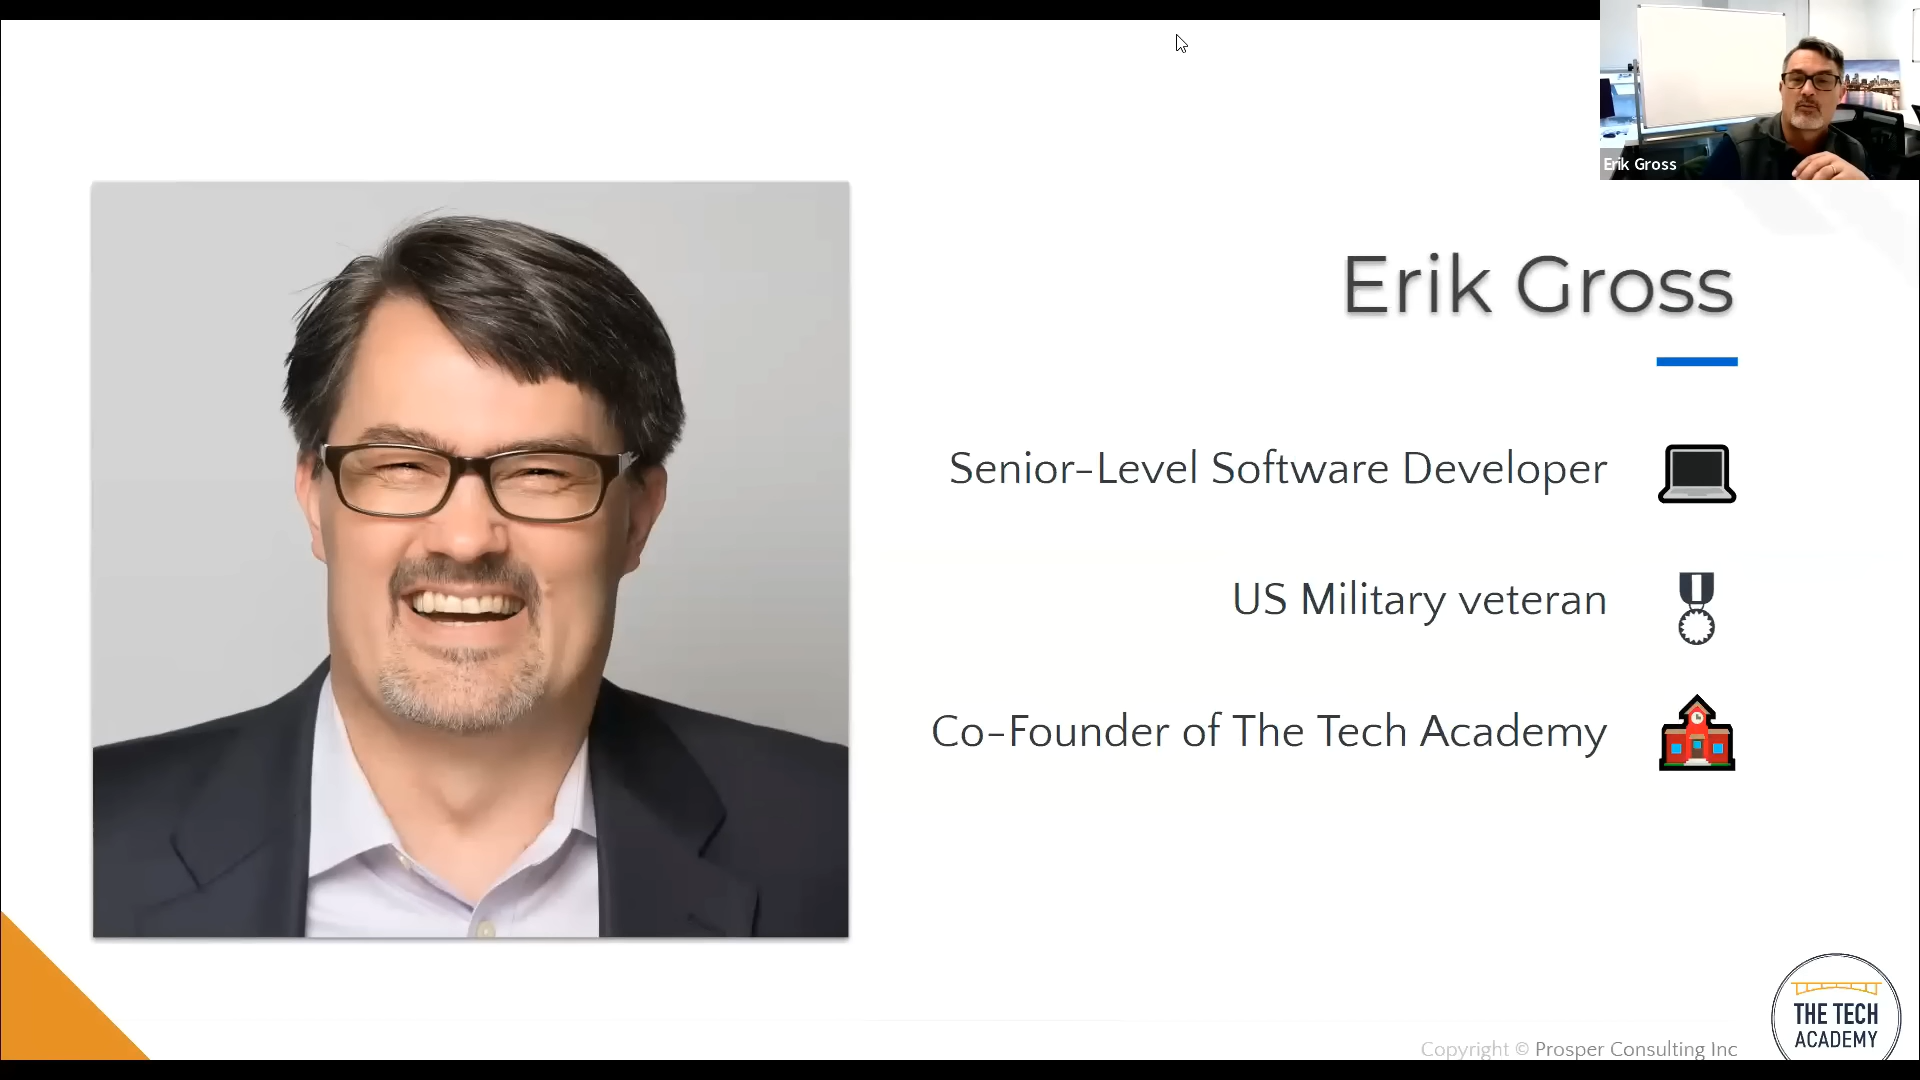 Erik Gross
Erik Gross
Senior-Level Software Developer
US Military veteran
Co-Founder of The Tech Academy
Copyright © Prosper Consulting Inc
THE TECH
ACADEMY